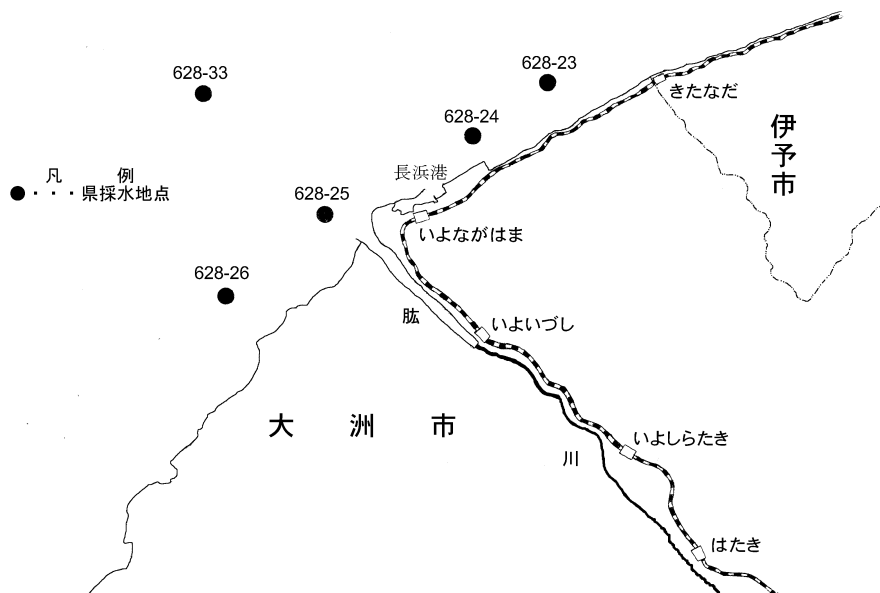 628-33
628-23
きたなだ
628-24
伊予市
長浜港
凡 例
●・・・県採水地点
628-25
いよながはま
628-26
肱
いよいづし
大洲市
いよしらたき
川
はたき